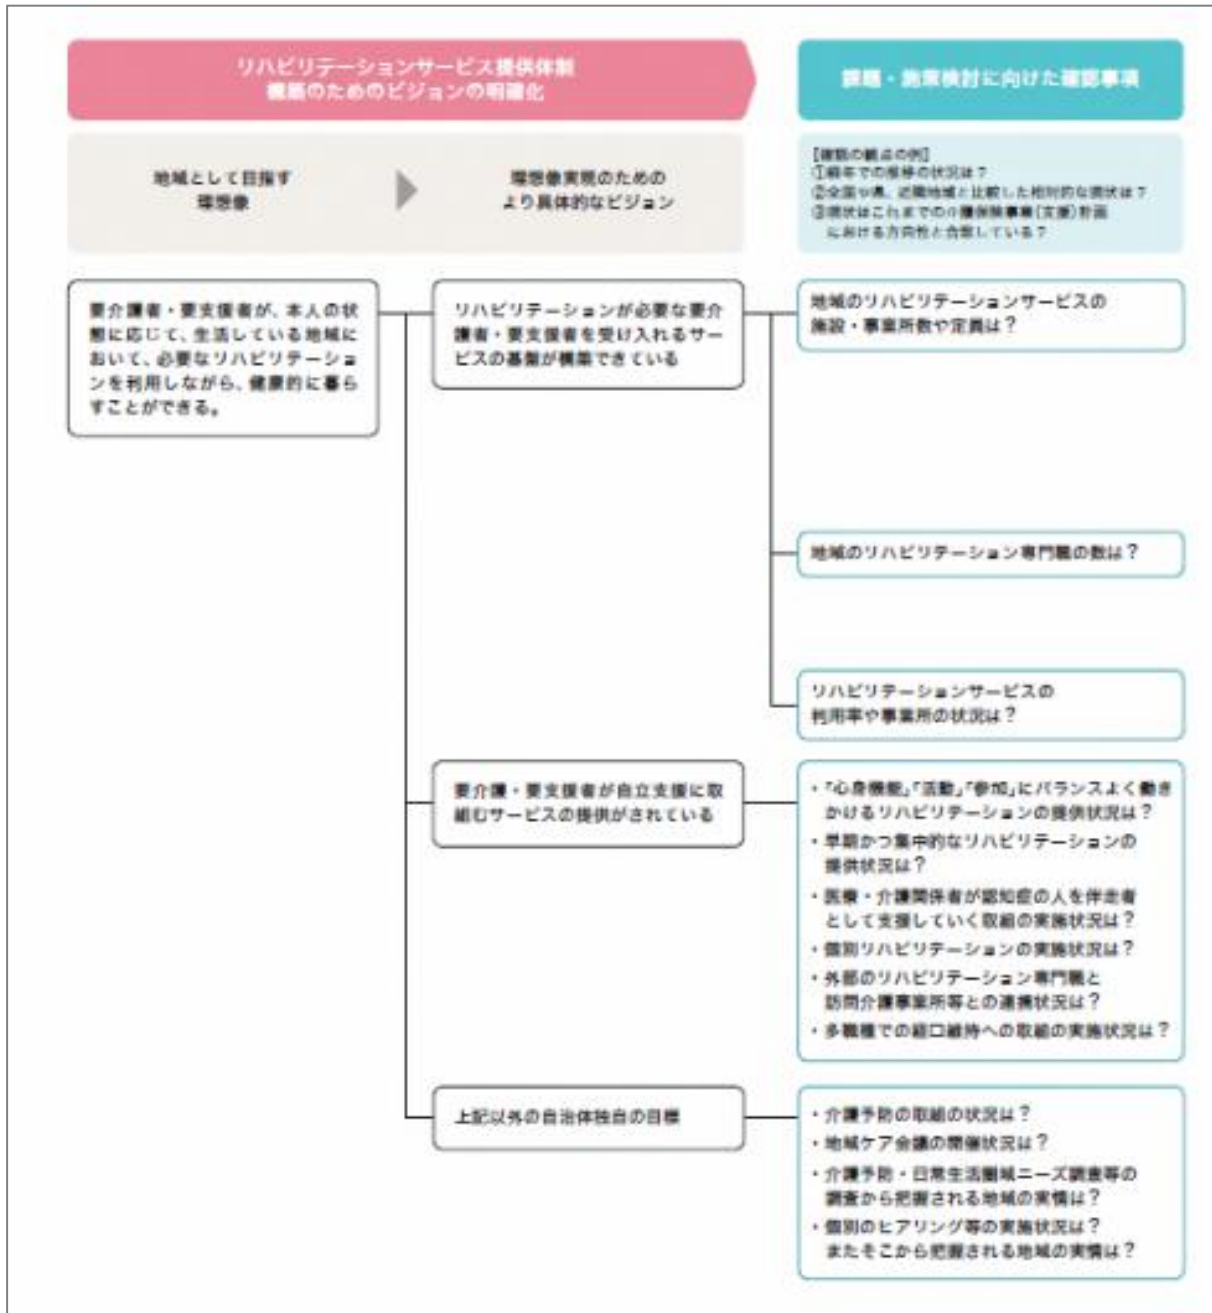 リハビリテーションサービス提供体制
構築のためのビジョンの明確化
課題・施策検討に向けた確認事項
地域として目指す
理想像
理想像実現のための
より具体的なビジョン
【確認の観点の例】
①経年での推移の状況は？
②全国や県、近隣地域と比較した相対的な現状は？
③現状はこれまでの介護保険事業(支援)計画
における方向性と合致している？
要介護者・要支援者が、本人の状
態に応じて、生活している地域にお
いて、必要なリハビリテーショ
ンを利用しながら、健康的に暮ら
すことができる。
リハビリテーションが必要な要介
護者・要支援者を受け入れるサー
ビスの基盤が構築できている
地域のリハビリテーションサービスの
施設・事業所数や定員は？
地域のリハビリテーション専門職の数は？
リハビリテーションサービスの
利用率や事業所の状況は？
要介護・要支援者が自立支援に取
組むサービスの提供がされている
・「心身機能」「活動」「参加」にバランスよく働き
かけるリハビリテーションの提供状況は？
・早期かつ集中的なリハビリテーションの
提供状況は？
・医療・介護関係者が認知症の人を伴走者
として支援していく取組の実施状況は？
・個別リハビリテーションの実施状況は？
・外部のリハビリテーション専門職と
訪問介護事業所等との連携状況は？
・多職種での経口維持への取組の実施状況は？
上記以外の自治体独自の目標
・介護予防の取組の状況は？
・地域ケア会議の開催状況は？
・介護予防・日常生活圏域ニーズ調査等の
調査から把握される地域の実情は？
・個別のヒアリング等の実施状況は？
またそこから把握される地域の実情は？